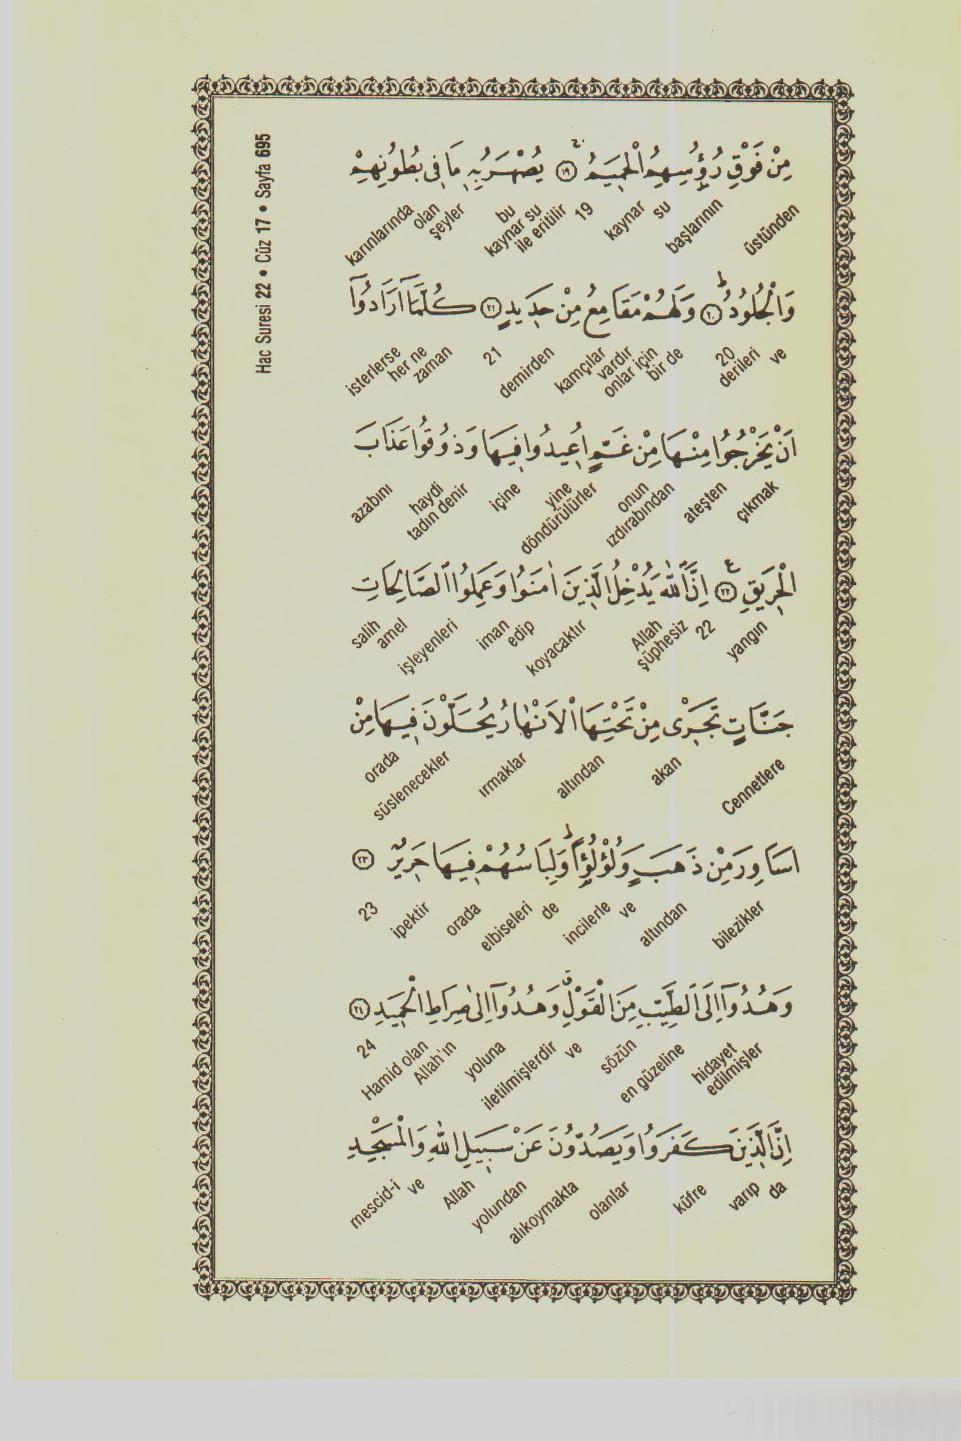 Hac Suresi 22 • Cüz 17 • Sayfa 695
مِنْ فَوْقِ رُؤُسِهِمُ الْحَمٖيمُ ۚ ﴿١٩﴾ يُصْهَرُ بِهٖ مَا فٖى بُطُونِهِمْ
üstünden başlarının su kaynar 19 bu kaynar su ile eritilir olan şeyler karınlarında
وَالْجُلُودُ ؕ ﴿٢٠﴾ وَلَهُمْ مَقَامِعُ مِنْ حَدٖيدٍ ﴿٢١﴾ كُلَّمَٓا اَرَادُٓوا
ve derileri 20 bir de onlar için vardır kamçılar demirden 21 her ne zaman isterlerse
اَنْ يَخْرُجُوا مِنْهَا مِنْ غَمٍّ اُعٖيدُوا فٖيهَا وَذُوقُوا عَذَابَ
çıkmak ateşten onun ızdırabından yine döndürülürler içine haydi tadın denir azabını
الْحَرٖيقِ ﴿٢٢﴾ ع اِنَّ اللّٰهَ يُدْخِلُ الَّذٖينَ اٰمَنُوا وَعَمِلُوا الصَّالِحَاتِ
yangın 22 şüphesiz Allah koyacaktır iman edip işleyenleri salih amel
جَنَّاتٍ تَجْرٖى مِنْ تَحْتِهَا الْاَنْهَارُ يُحَلَّوْنَ فٖيهَا مِنْ
Cennetlere akan altından ırmaklar süslenecekler orada
اَسَاوِرَ مِنْ ذَهَبٍ وَلُؤْلُؤًا ؕ وَلِبَاسُهُمْ فٖيهَا حَرٖيرٌ ﴿٢٣﴾
bilezikler altından ve incilerle de elbiseleri orada ipektir 23
وَهُدُٓوا اِلَى الطَّيِّبِ مِنَ الْقَوْلِ ۚ وَهُدُٓوا اِلٰى صِرَاطِ الْحَمٖيدِ ﴿٢٤﴾
hidayet edilmişler en güzeline sözün ve iletilmişlerdir yoluna Hamid olan Allah'ın 24
اِنَّ الَّذٖينَ كَفَرُوا وَيَصُدُّونَ عَنْ سَبٖيلِ اللّٰهِ وَالْمَسْجِدِ
da varıp küfre olanlar alıkoymakta yolundan Allah ve mescid-i